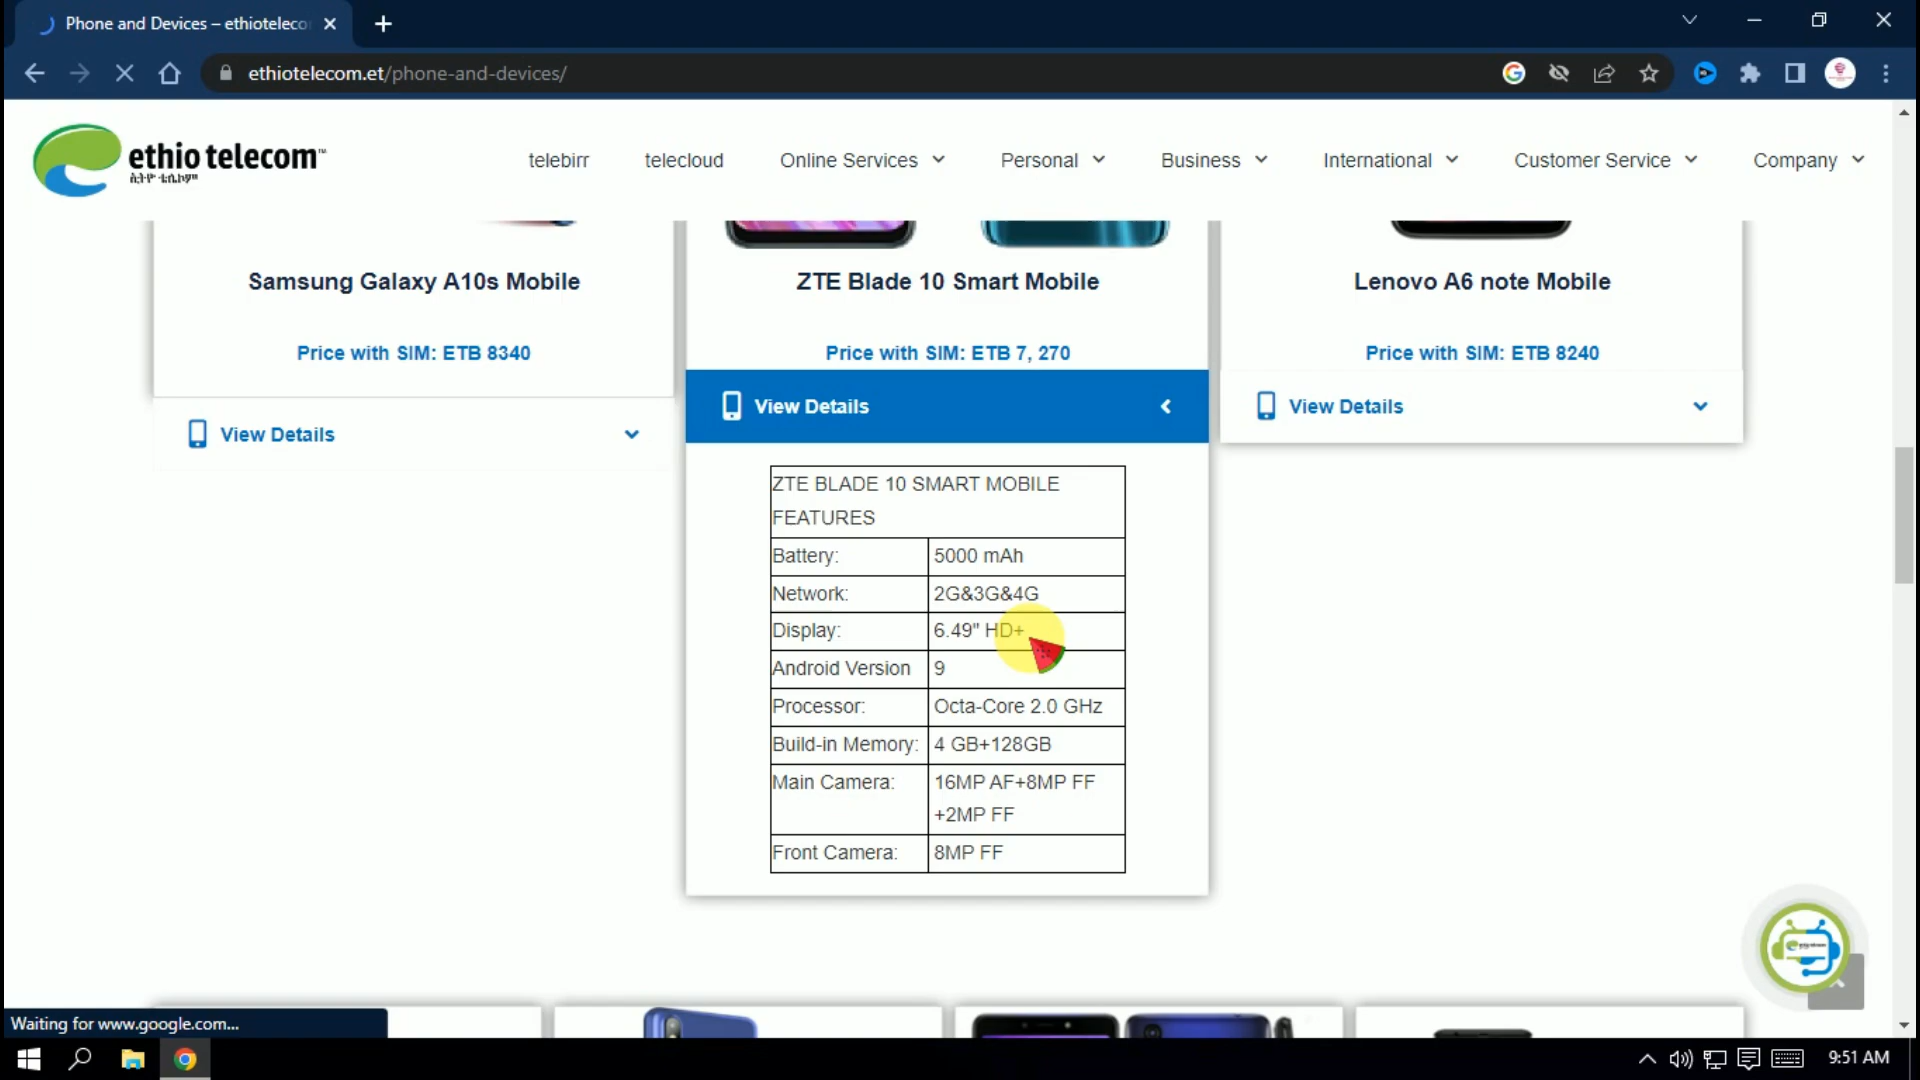 Phone and Devices – ethioteleco
ethiotelecom.et/phone-and-devices/
ethio telecom™
ኢትዮ ቴሌኮም
telebirr
telecloud
Online Services
Personal
Business
International
Customer Service
Company
Samsung Galaxy A10s Mobile
Price with SIM: ETB 8340
View Details
ZTE Blade 10 Smart Mobile
Price with SIM: ETB 7, 270
View Details
Lenovo A6 note Mobile
Price with SIM: ETB 8240
View Details
ZTE BLADE 10 SMART MOBILE
FEATURES
Battery: 5000 mAh
Network: 2G&3G&4G
Display: 6.49" HD+
Android Version 9
Processor: Octa-Core 2.0 GHz
Build-in Memory: 4 GB+128GB
Main Camera: 16MP AF+8MP FF
+2MP FF
Front Camera: 8MP FF
Waiting for www.google.com...
9:51 AM